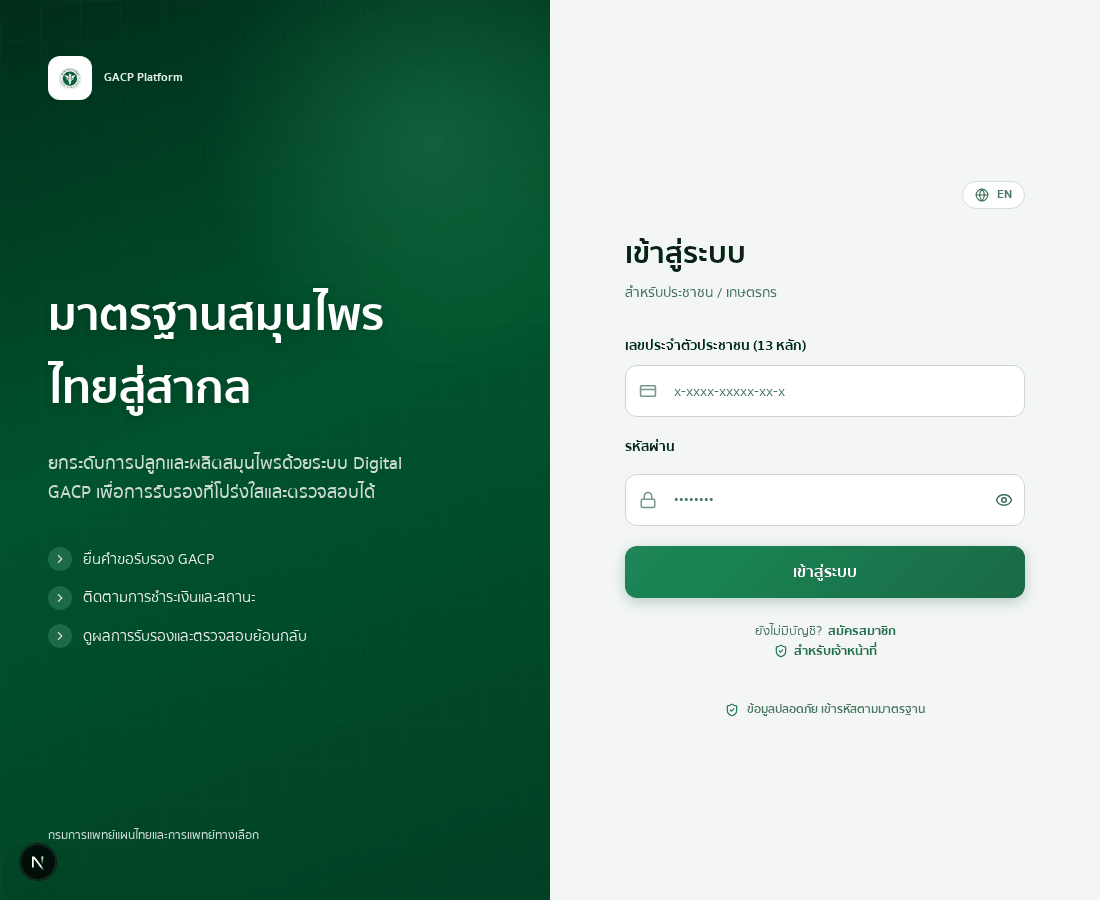 GACP Platform
มาตรฐานสมุนไพร
ไทยสู่สากล
ยกระดับการปลูกและผลิตสมุนไพรด้วยระบบ Digital
GACP เพื่อการรับรองที่โปร่งใสและตรวจสอบได้
ยื่นคำขอรับรอง GACP
ติดตามการชำระเงินและสถานะ
ดูผลการรับรองและตรวจสอบย้อนกลับ
กรมการแพทย์แผนไทยและการแพทย์ทางเลือก
N
EN
เข้าสู่ระบบ
สำหรับประชาชน / เกษตรกร
เลขประจำตัวประชาชน (13 หลัก)
x-xxxx-xxxxx-xx-x
รหัสผ่าน
••••••••
เข้าสู่ระบบ
ยังไม่มีบัญชี? สมัครสมาชิก
สำหรับเจ้าหน้าที่
ข้อมูลปลอดภัย เข้ารหัสตามมาตรฐาน